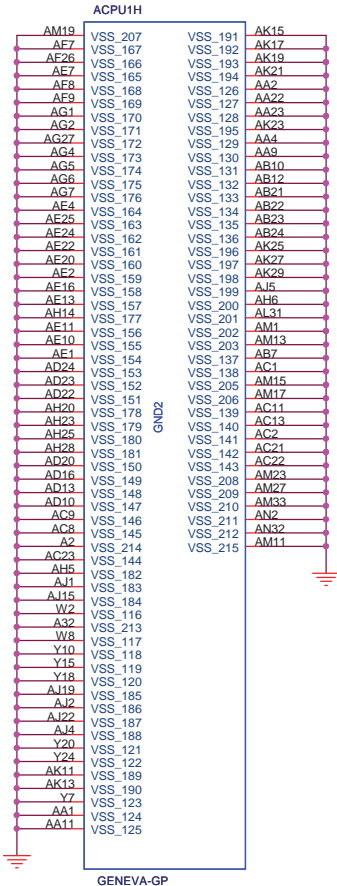 ACPU1H
AM19 VSS_207 VSS_191 AK15
AF7 VSS_167 VSS_192 AK17
AF26 VSS_166 VSS_193 AK19
AE7 VSS_165 VSS_194 AK21
AF8 VSS_168 VSS_126 AA2
AF9 VSS_169 VSS_127 AA22
AG1 VSS_170 VSS_128 AA23
AG2 VSS_171 VSS_195 AK23
AG27 VSS_172 VSS_129 AA4
AG4 VSS_173 VSS_130 AA9
AG5 VSS_174 VSS_131 AB10
AG6 VSS_175 VSS_132 AB12
AG7 VSS_176 VSS_133 AB21
AE4 VSS_164 VSS_134 AB22
AE25 VSS_163 VSS_135 AB23
AE24 VSS_162 VSS_136 AB24
AE22 VSS_161 VSS_196 AK25
AE20 VSS_160 VSS_197 AK27
AE2 VSS_159 VSS_198 AK29
AE16 VSS_158 VSS_199 AJ5
AE13 VSS_157 VSS_200 AH6
AH14 VSS_177 VSS_201 AL31
AE11 VSS_156 VSS_202 AM1
AE10 VSS_155 VSS_203 AM13
AE1 VSS_154 VSS_137 AB7
AD24 VSS_153 VSS_138 AC1
AD23 VSS_152 VSS_205 AM15
AD22 VSS_151 VSS_206 AM17
AH20 VSS_178 VSS_139 AC11
AH23 VSS_179 VSS_140 AC13
AH25 VSS_180 VSS_141 AC2
AH28 VSS_181 VSS_142 AC21
AD20 VSS_150 VSS_143 AC22
AD16 VSS_149 VSS_208 AM23
AD13 VSS_148 VSS_209 AM27
AD10 VSS_147 VSS_210 AM33
AC9 VSS_146 VSS_211 AN2
AC8 VSS_145 VSS_212 AN32
A2 VSS_214 VSS_215 AM11
AC23 VSS_144
AH5 VSS_182
AJ1 VSS_183
AJ15 VSS_184
W2 VSS_116
A32 VSS_213
W8 VSS_117
Y10 VSS_118
Y15 VSS_119
Y18 VSS_120
AJ19 VSS_185
AJ2 VSS_186
AJ22 VSS_187
AJ4 VSS_188
Y20 VSS_121
Y24 VSS_122
AK11 VSS_189
AK13 VSS_190
Y7 VSS_123
AA1 VSS_124
AA11 VSS_125
GND2
GENEVA-GP